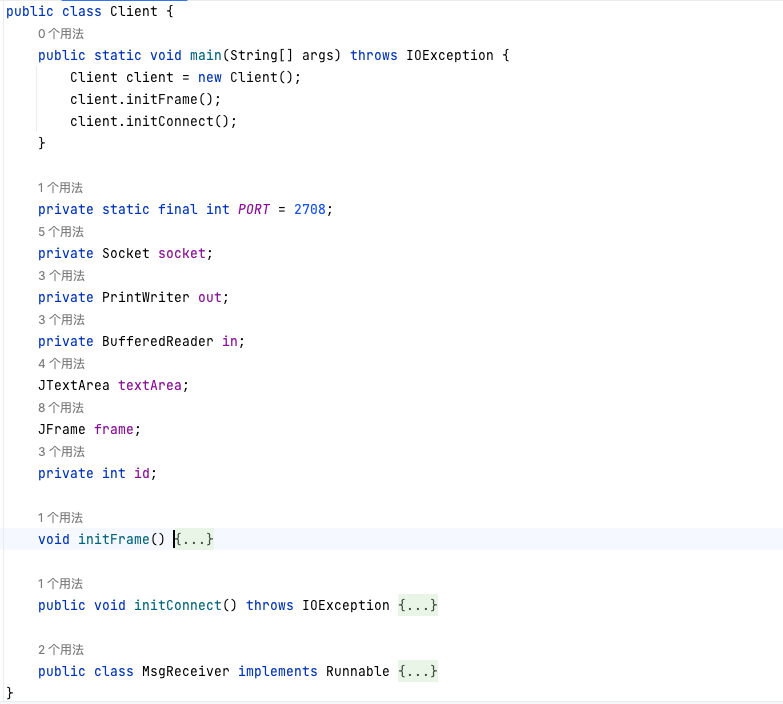 public class Client {
0 个用法
public static void main(String[] args) throws IOException {
Client client = new Client();
client.initFrame();
client.initConnect();
}
1 个用法
private static final int PORT = 2708;
5 个用法
private Socket socket;
3 个用法
private PrintWriter out;
3 个用法
private BufferedReader in;
4 个用法
JTextArea textArea;
8 个用法
JFrame frame;
3 个用法
private int id;
1 个用法
void initFrame() {...}
1 个用法
public void initConnect() throws IOException {...}
2 个用法
public class MsgReceiver implements Runnable {...}
}